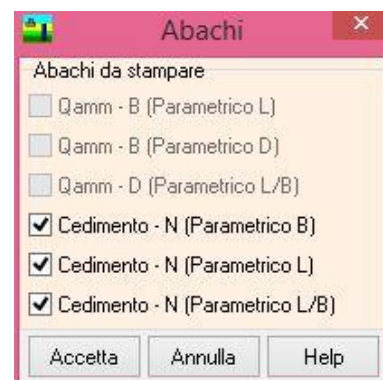 Abachi
Abachi da stampare
Qamm - B (Parametrico L)
Qamm - B (Parametrico D)
Qamm - D (Parametrico L/B)
Cedimento - N (Parametrico B)
Cedimento - N (Parametrico L)
Cedimento - N (Parametrico L/B)
Accetta Annulla Help